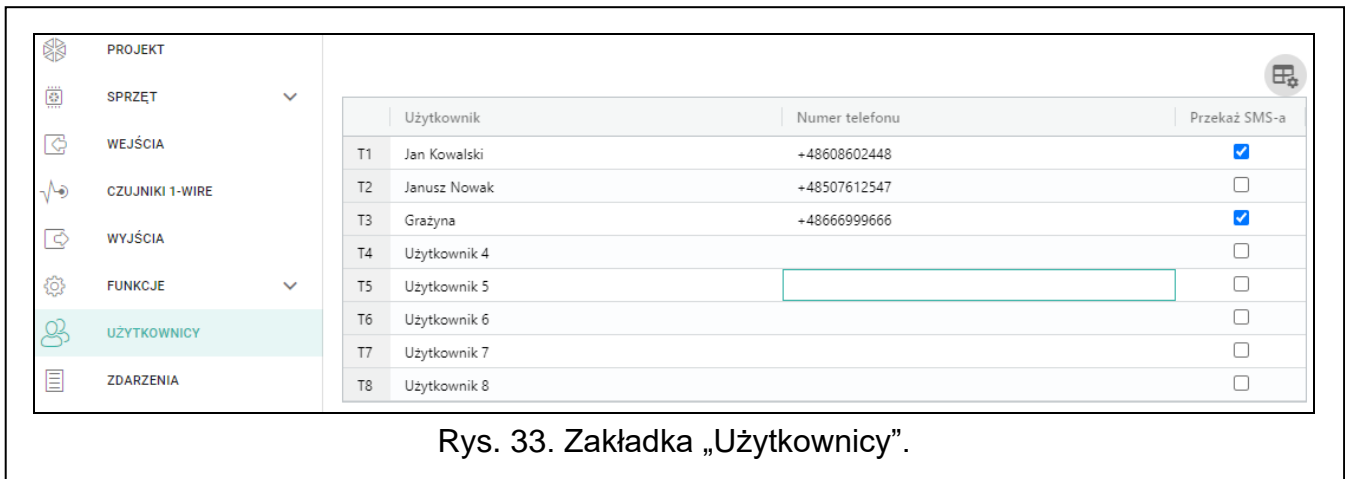 PROJEKT
SPRZĘT
WEJŚCIA
CZUJNIKI 1-WIRE
WYJŚCIA
FUNKCJE
UŻYTKOWNICY
ZDARZENIA
Użytkownik Numer telefonu Przekaż SMS-a
T1 Jan Kowalski +48608602448
T2 Janusz Nowak +48507612547
T3 Grażyna +48666999666
T4 Użytkownik 4
T5 Użytkownik 5
T6 Użytkownik 6
T7 Użytkownik 7
T8 Użytkownik 8
Rys. 33. Zakładka „Użytkownicy”.